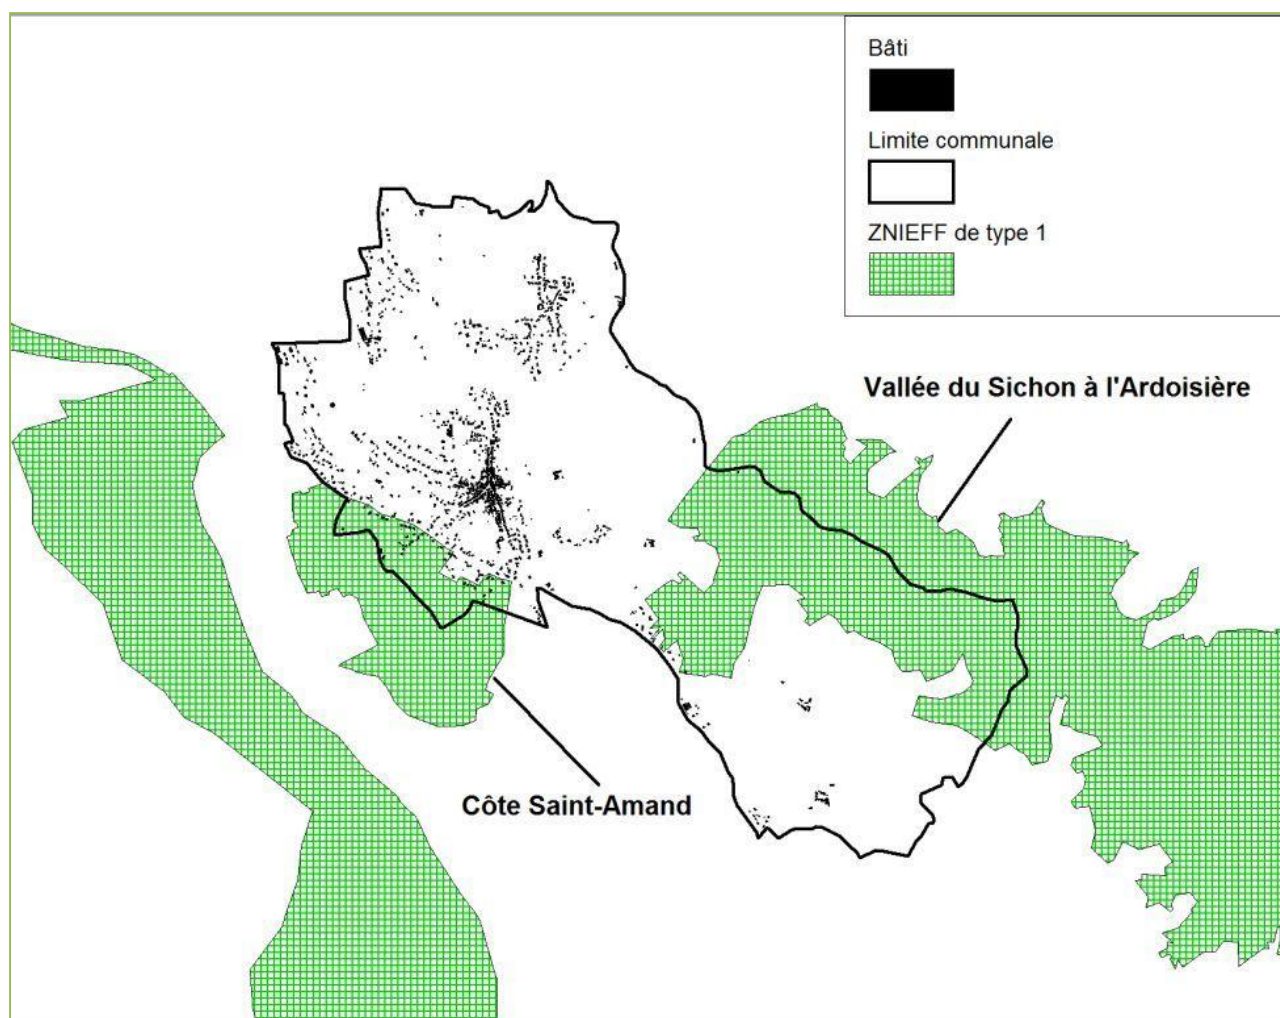 Bâti
Limite communale
ZNIEFF de type 1
Vallée du Sichon à l'Ardoisière
Côte Saint-Amand